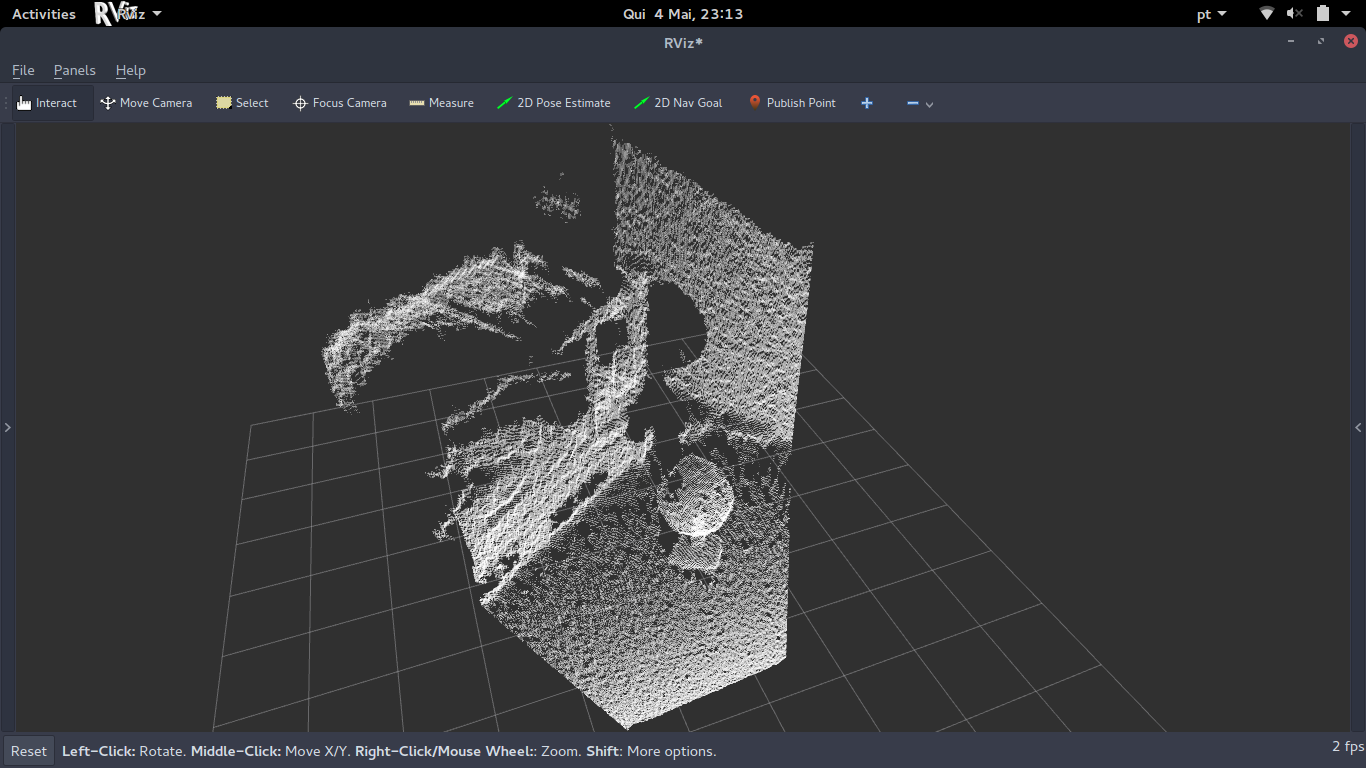 Activities RViz Qui 4 Mai, 23:13 pt
RViz*
File Panels Help
Interact Move Camera Select Focus Camera Measure 2D Pose Estimate 2D Nav Goal Publish Point
Reset Left-Click: Rotate. Middle-Click: Move X/Y. Right-Click/Mouse Wheel:: Zoom. Shift: More options. 2 fps